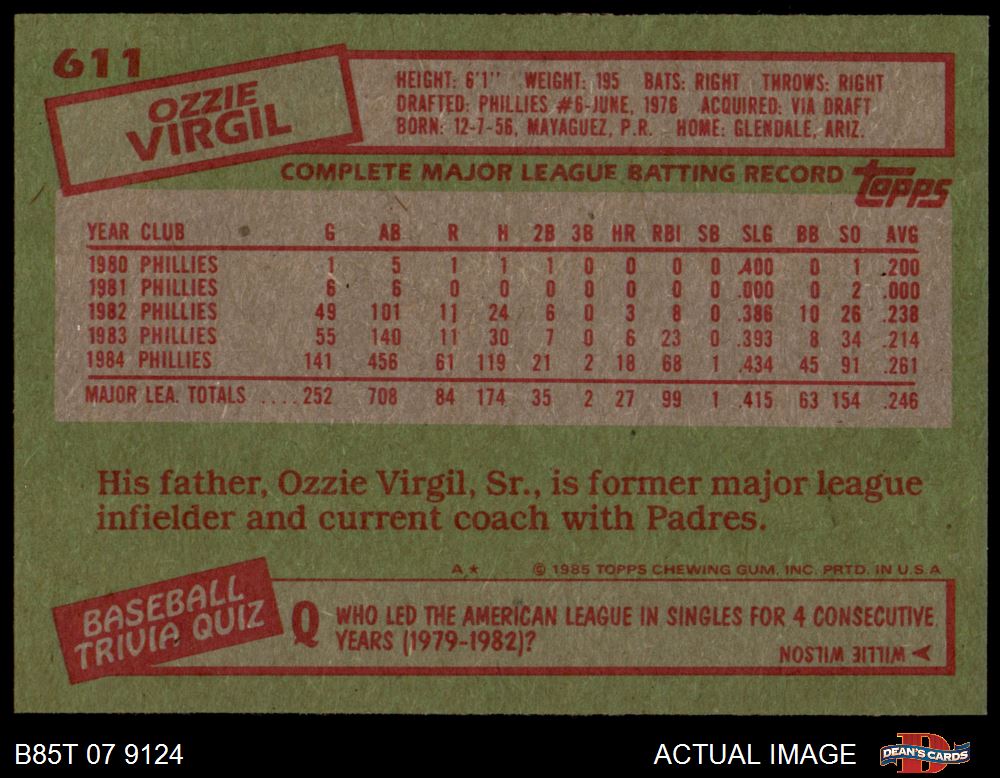 611
OZZIE
VIRGIL
HEIGHT: 6'1" WEIGHT: 195 BATS: RIGHT THROWS: RIGHT
DRAFTED: PHILLIES #6-JUNE, 1976 ACQUIRED: VIA DRAFT
BORN: 12-7-56, MAYAGUEZ, P.R. HOME: GLENDALE, ARIZ.
COMPLETE MAJOR LEAGUE BATTING RECORD topps
YEAR CLUB G AB R H 2B 3B HR RBI SB SLG BB SO AVG
1980 PHILLIES 1 5 1 1 1 0 0 0 0 .400 0 1 .200
1981 PHILLIES 6 6 0 0 0 0 0 0 0 .000 0 2 .000
1982 PHILLIES 49 101 11 24 6 0 3 8 0 .386 10 26 .238
1983 PHILLIES 55 140 11 30 7 0 6 23 0 .393 8 34 .214
1984 PHILLIES 141 456 61 119 21 2 18 68 1 .434 45 91 .261
MAJOR LEA. TOTALS ....252 708 84 174 35 2 27 99 1 .415 63 154 .246
His father, Ozzie Virgil, Sr., is former major league
infielder and current coach with Padres.
A★ © 1985 TOPPS CHEWING GUM, INC. PRTD. IN U.S.A
BASEBALL
TRIVIA QUIZ
Q WHO LED THE AMERICAN LEAGUE IN SINGLES FOR 4 CONSECUTIVE
YEARS (1979-1982)?
A WILLIE WILSON
B85T 07 9124 ACTUAL IMAGE D DEAN'S CARDS